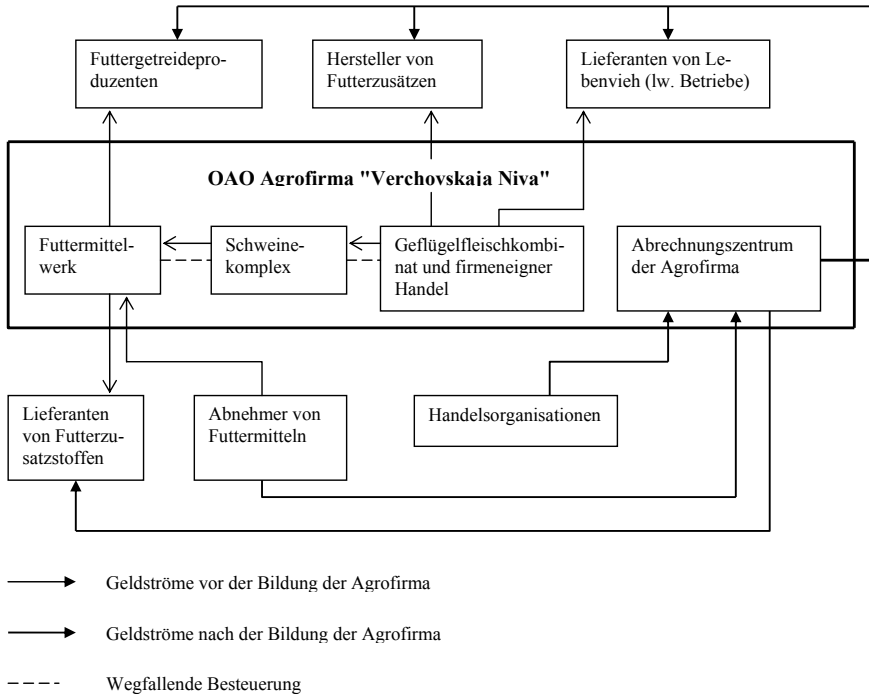 Futtergetreidepro-
duzenten
Hersteller von
Futterzusätzen
Lieferanten von Le-
benvieh (lw. Betriebe)
OAO Agrofirma "Verchovskaja Niva"
Futtermittel-
werk
Schweine-
komplex
Geflügelfleischkombi-
nat und firmeneigner
Handel
Abrechnungszentrum
der Agrofirma
Lieferanten
von Futterzu-
satzstoffen
Abnehmer von
Futtermitteln
Handelsorganisationen
Geldströme vor der Bildung der Agrofirma
Geldströme nach der Bildung der Agrofirma
Wegfallende Besteuerung